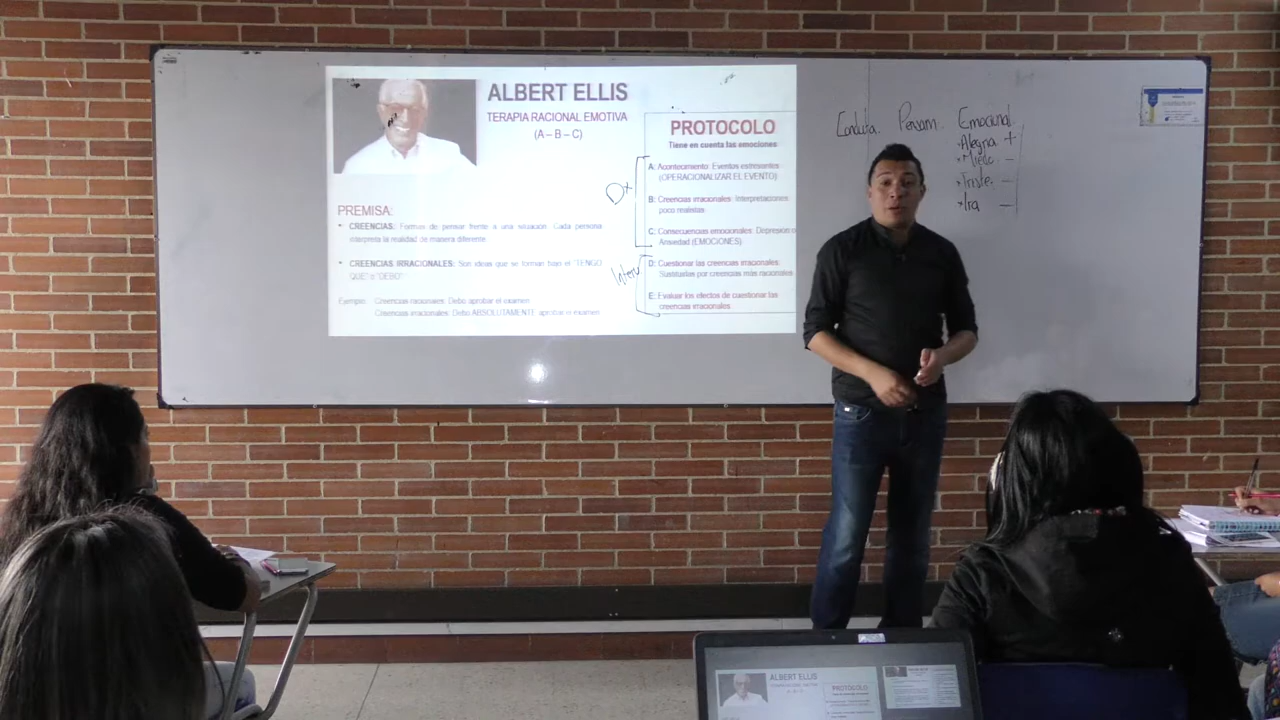 ALBERT ELLIS
TERAPIA RACIONAL EMOTIVA
(A – B – C)
PREMISA:
CREENCIAS: Formas de pensar frente a una situación. Cada persona
interpreta la realidad de manera diferente.
CREENCIAS IRRACIONALES: Son ideas que se forman bajo el "TENGO
QUE" o "DEBO"
Ejemplo: Creencias racionales: Debo aprobar el examen
Creencias irracionales: Debo ABSOLUTAMENTE aprobar el examen
PROTOCOLO
Tiene en cuenta las emociones
A: Acontecimiento: Eventos estresantes
(OPERACIONALIZAR EL EVENTO)
B: Creencias irracionales: Interpretaciones
poco realistas
C: Consecuencias emocionales: Depresión o
Ansiedad (EMOCIONES)
D: Cuestionar las creencias irracionales.
Sustituirlas por creencias más racionales
E: Evaluar los efectos de cuestionar las
creencias irracionales
Dx
Interv
Conducta. Pensam. Emocional.
*Alegria +
*Miedo –
*Triste. –
*Ira –
ALBERT ELLIS
PROTOCOLO